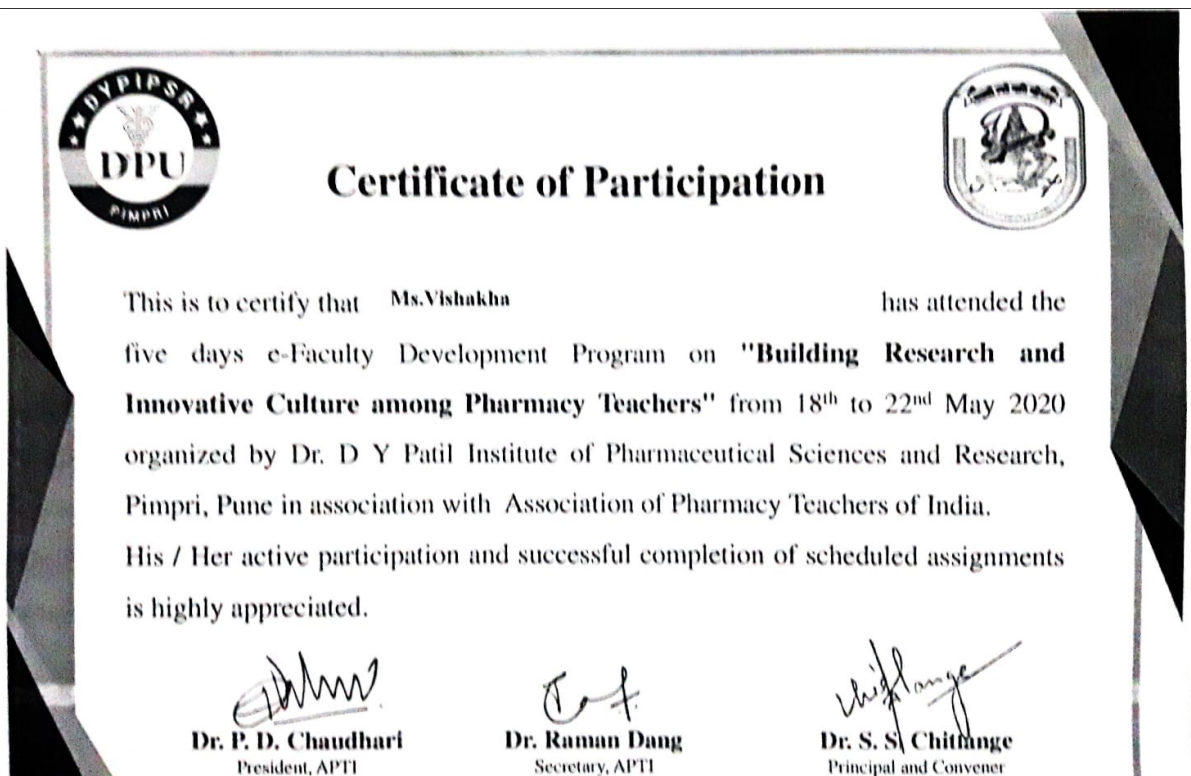 DYPIPSR
DPU
PIMPRI
Certificate of Participation
This is to certify that Ms.Vishakha has attended the
five days e-Faculty Development Program on "Building Research and
Innovative Culture among Pharmacy Teachers" from 18th to 22nd May 2020
organized by Dr. D Y Patil Institute of Pharmaceutical Sciences and Research,
Pimpri, Pune in association with Association of Pharmacy Teachers of India.
His / Her active participation and successful completion of scheduled assignments
is highly appreciated.
Dr. P. D. Chaudhari Dr. Raman Dang Dr. S. S. Chitlange
President, APTI Secretary, APTI Principal and Convener